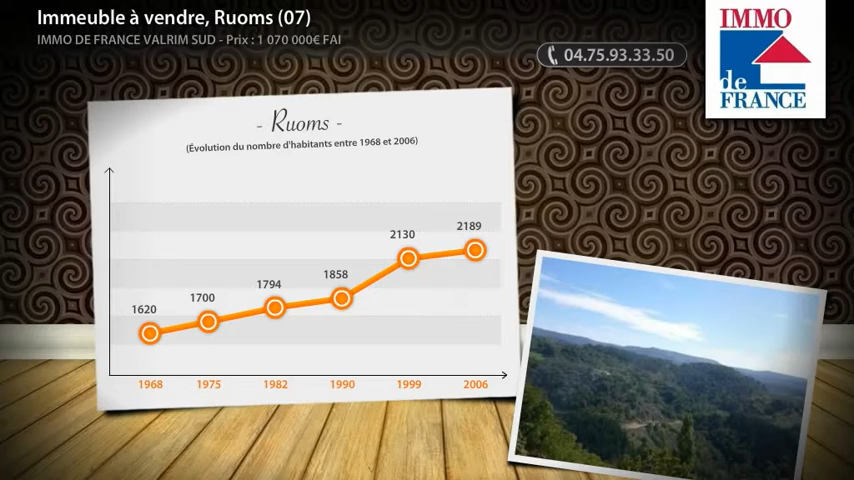 Immeuble à vendre, Ruoms (07)
IMMO DE FRANCE VALRIM SUD - Prix : 1 070 000€ FAI
04.75.93.33.50
IMMO
de
FRANCE
- Ruoms -
(Évolution du nombre d'habitants entre 1968 et 2006)
1620
1700
1794
1858
2130
2189
1968
1975
1982
1990
1999
2006